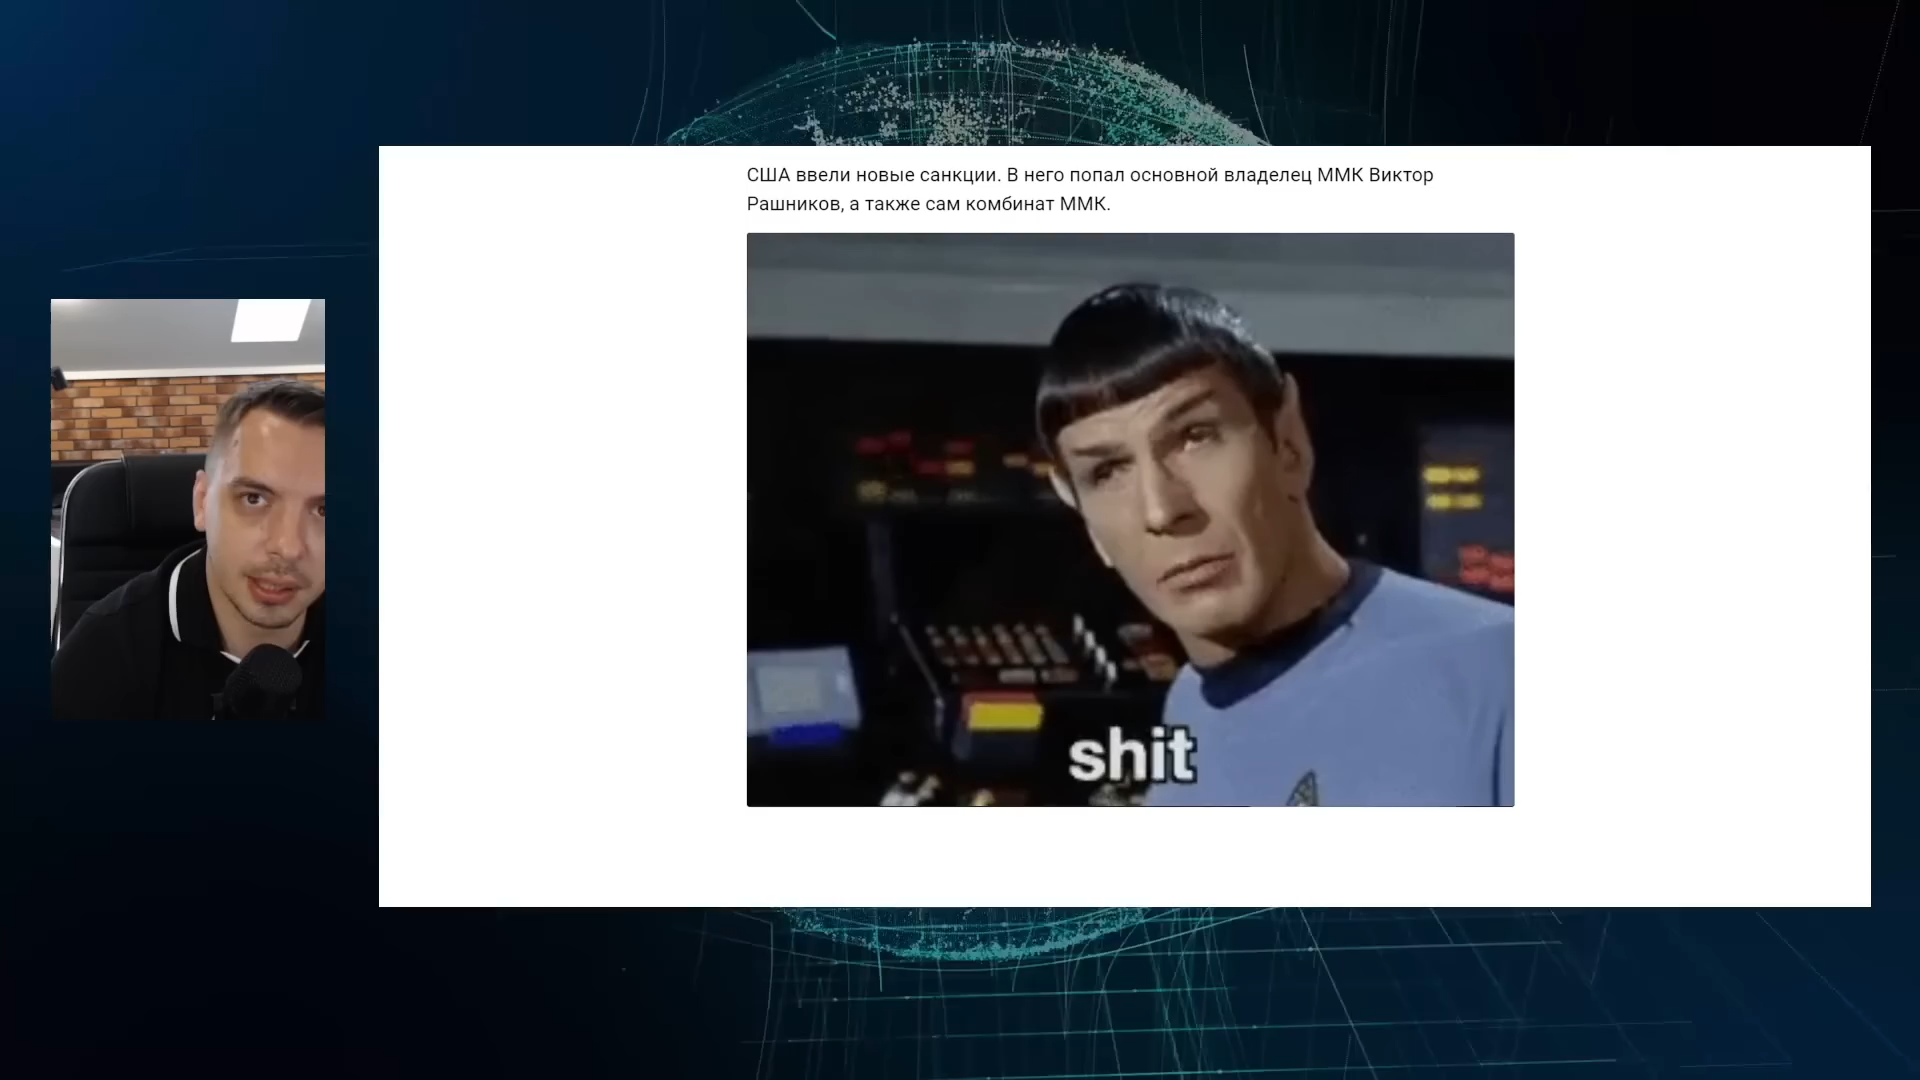 США ввели новые санкции. В него попал основной владелец ММК Виктор
Рашников, а также сам комбинат ММК.
shit